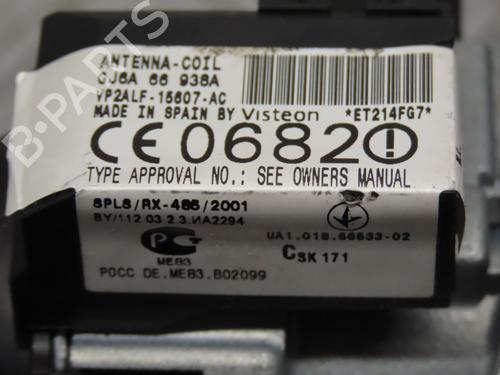 ANTENNA-COIL
GJ6A 66 938A
VP2ALF-15607-AC
MADE IN SPAIN BY Visteon *ET214FG7*
CE 0682
TYPE APPROVAL NO.: SEE OWNERS MANUAL.
SPLS/RX-466/2001
BY/112 03 2.3.ИA2294
UA1.018.66633-02
ME83
CSK 171
POCC DE.ME83.B02099
B-PARTS